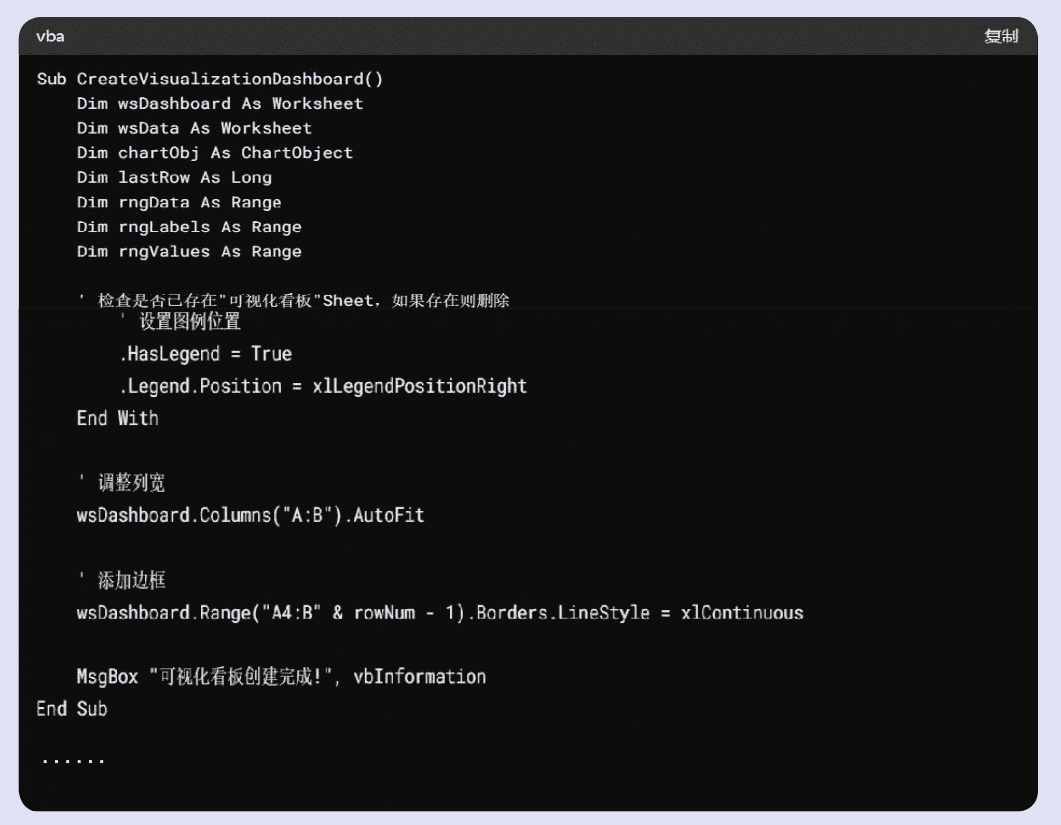 vba
复制
Sub CreateVisualizationDashboard()
    Dim wsDashboard As Worksheet
    Dim wsData As Worksheet
    Dim chartObj As ChartObject
    Dim lastRow As Long
    Dim rngData As Range
    Dim rngLabels As Range
    Dim rngValues As Range
    ' 检查是否已存在"可视化看板"Sheet，如果存在则删除
        ' 设置图例位置
        .HasLegend = True
        .Legend.Position = xlLegendPositionRight
    End With
    ' 调整列宽
    wsDashboard.Columns("A:B").AutoFit
    ' 添加边框
    wsDashboard.Range("A4:B" & rowNum - 1).Borders.LineStyle = xlContinuous
    MsgBox "可视化看板创建完成!", vbInformation
End Sub
......